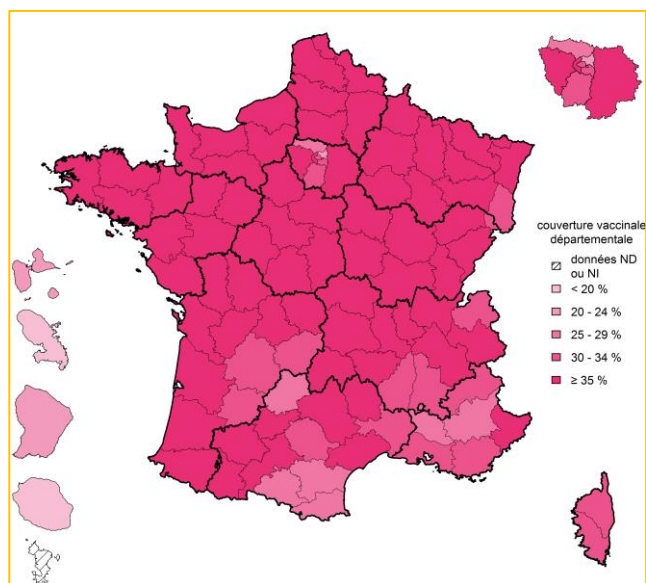 couverture vaccinale
départementale
données ND
ou NI
< 20 %
20 - 24 %
25 - 29 %
30 - 34 %
≥ 35 %